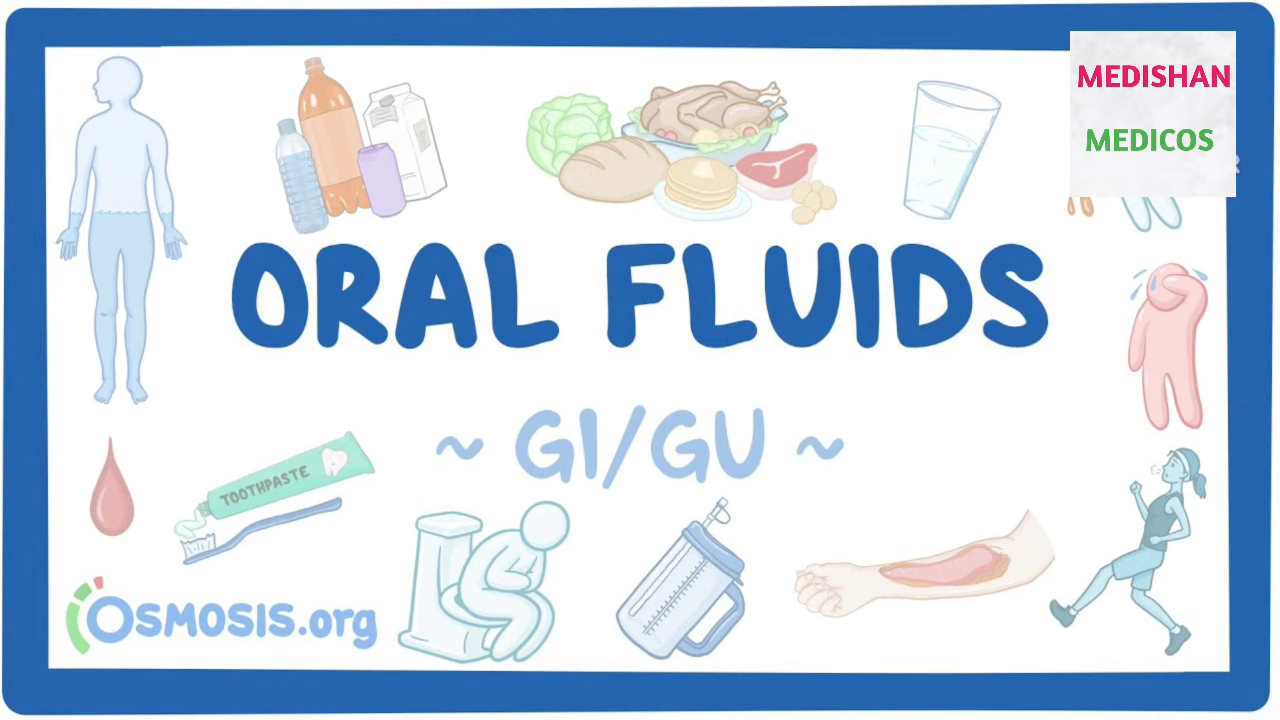 MEDISHAN
MEDICOS
ORAL FLUIDS
~ GI/GU ~
TOOTHPASTE
OSMOSIS.org